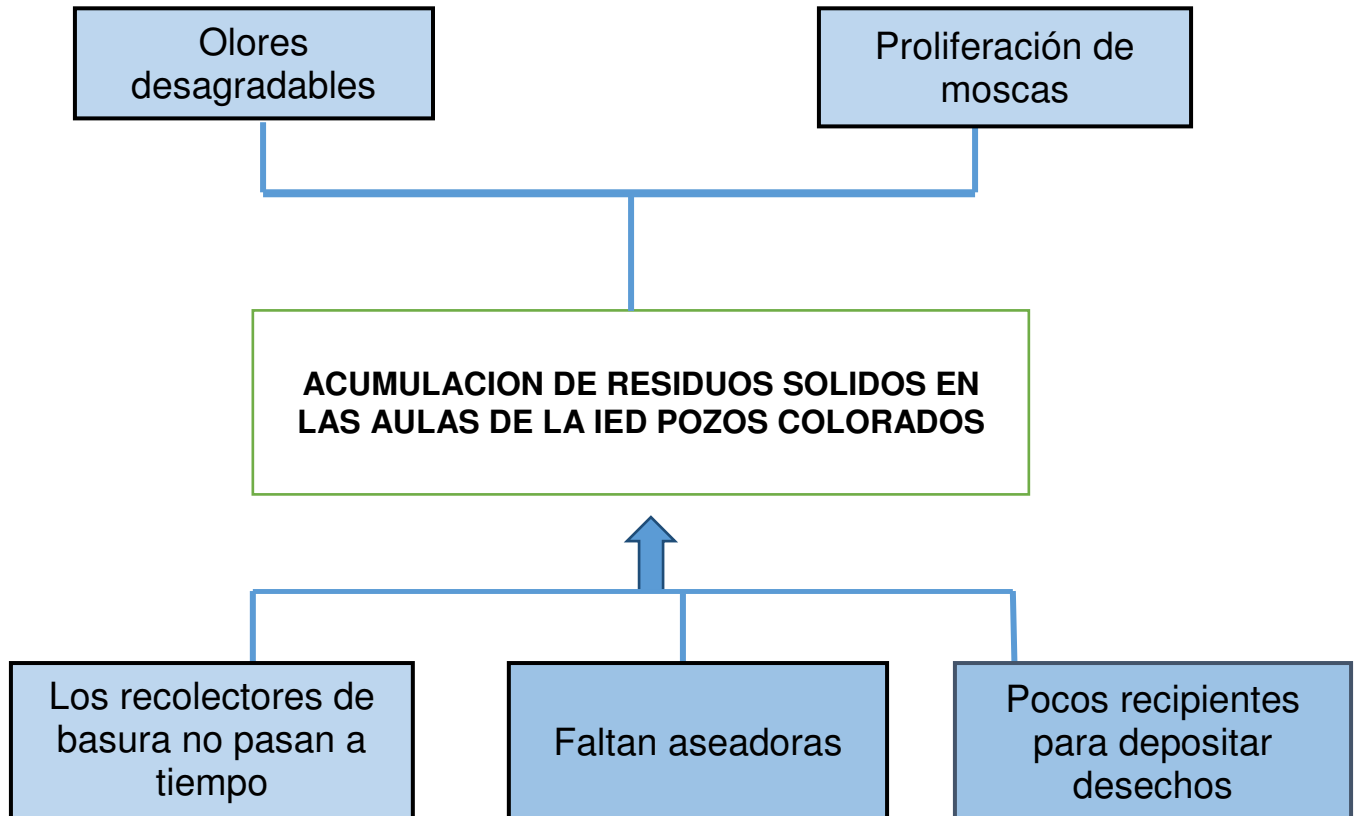 Olores
desagradables
Proliferación de
moscas
ACUMULACION DE RESIDUOS SOLIDOS EN
LAS AULAS DE LA IED POZOS COLORADOS
Los recolectores de
basura no pasan a
tiempo
Faltan aseadoras
Pocos recipientes
para depositar
desechos